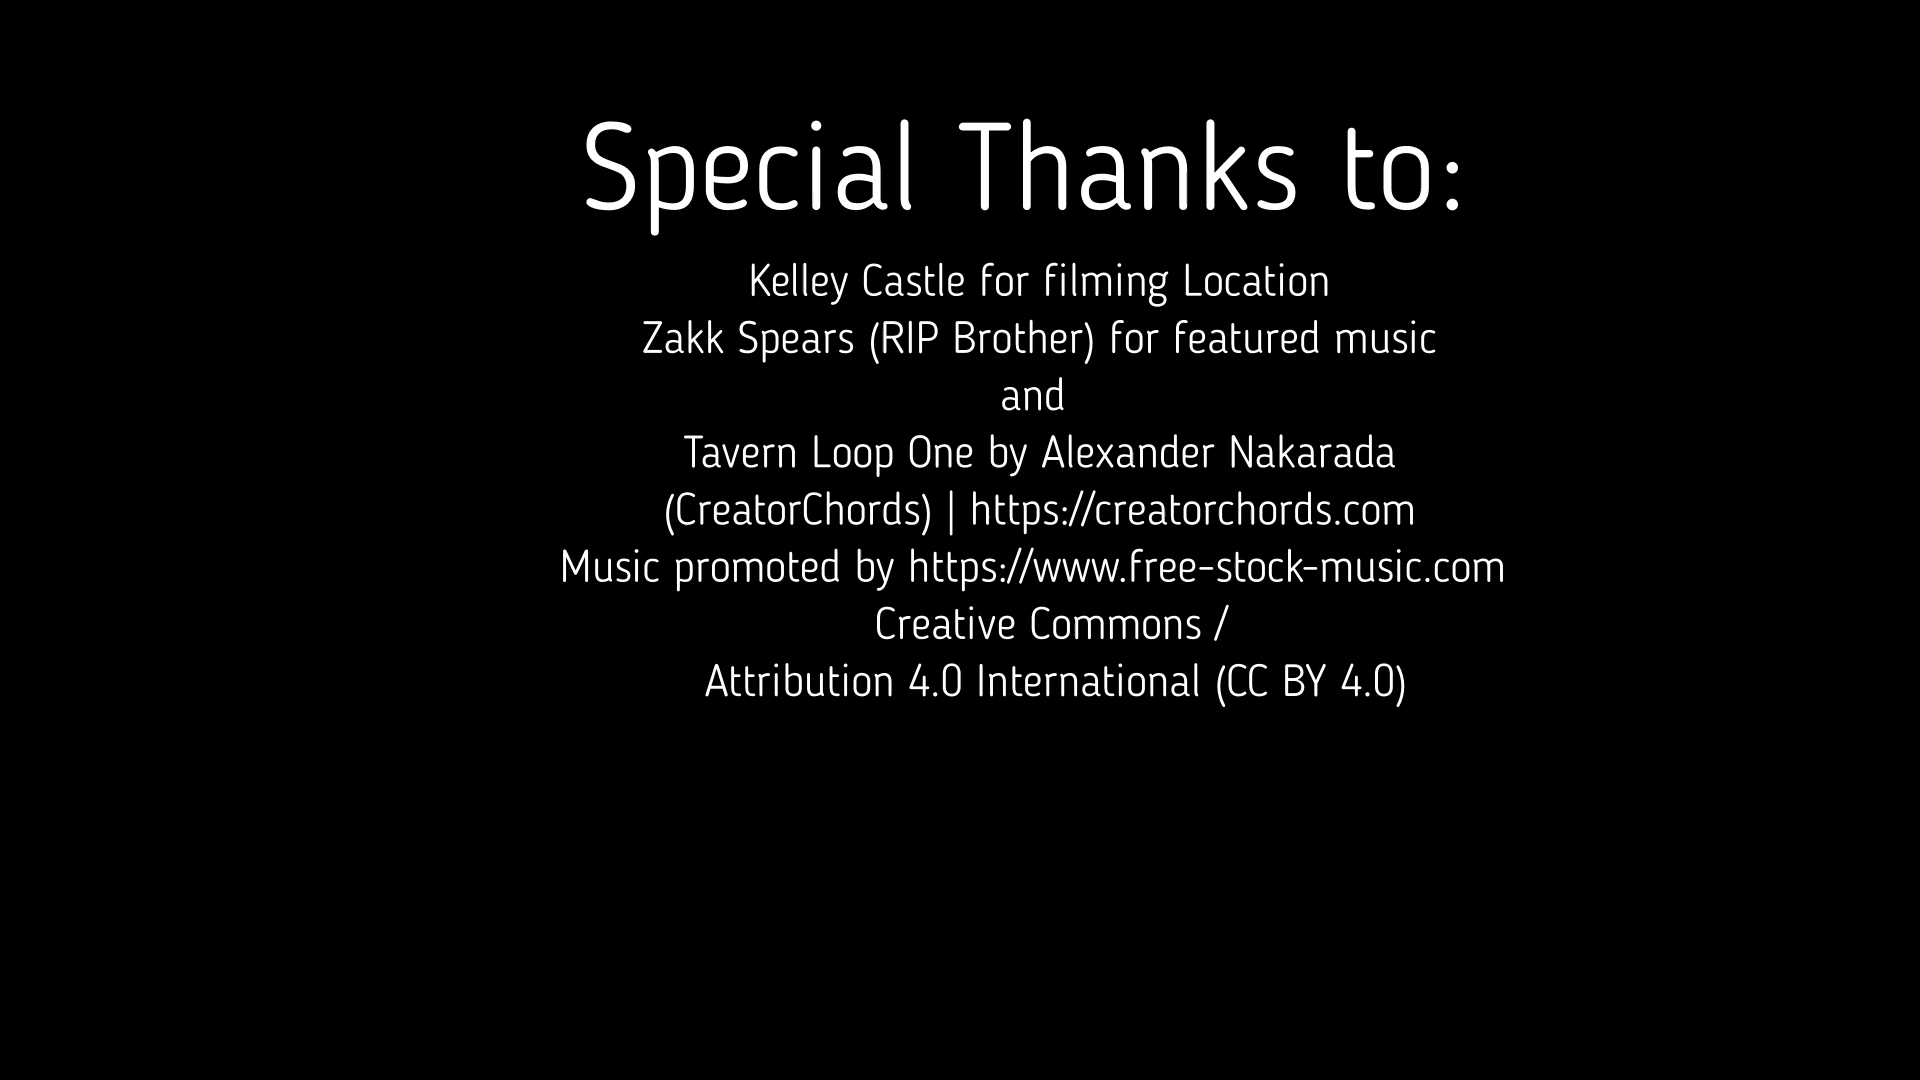 Special Thanks to:
Kelley Castle for filming Location
Zakk Spears (RIP Brother) for featured music
and
Tavern Loop One by Alexander Nakarada
(CreatorChords) | https://creatorchords.com
Music promoted by https://www.free-stock-music.com
Creative Commons /
Attribution 4.0 International (CC BY 4.0)